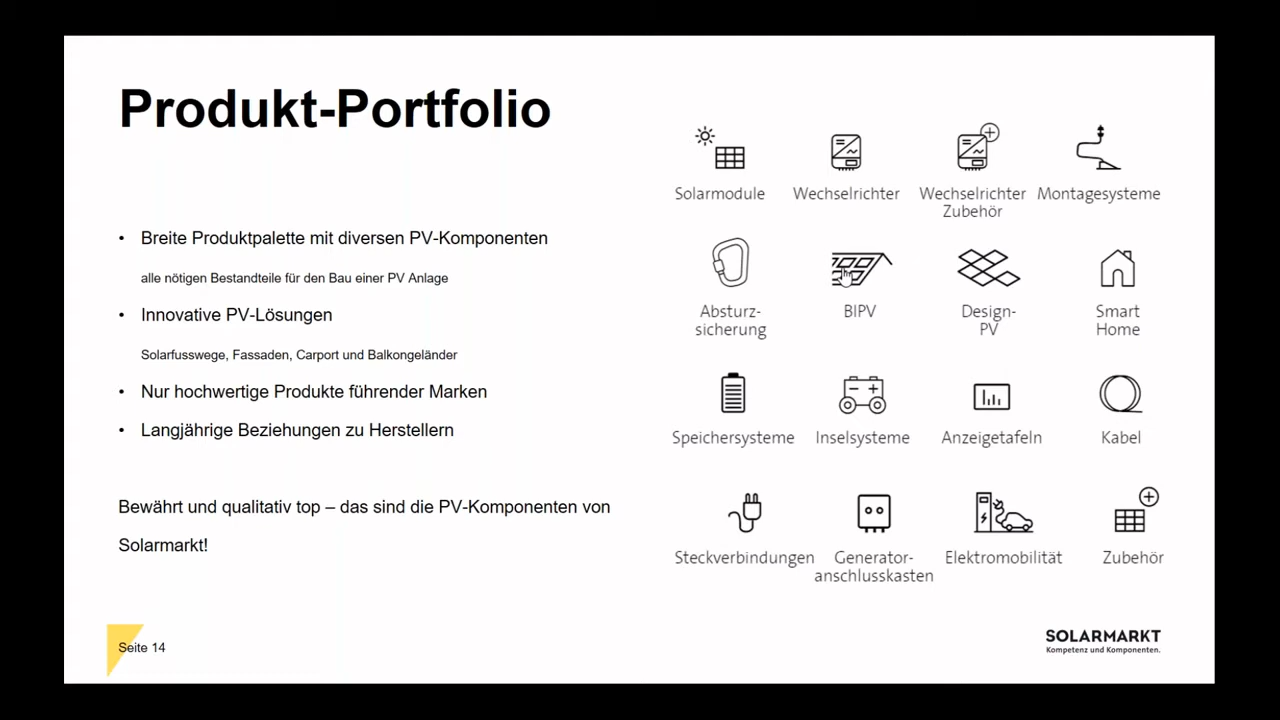 Produkt-Portfolio
• Breite Produktpalette mit diversen PV-Komponenten
alle nötigen Bestandteile für den Bau einer PV Anlage
• Innovative PV-Lösungen
Solarfusswege, Fassaden, Carport und Balkongeländer
• Nur hochwertige Produkte führender Marken
• Langjährige Beziehungen zu Herstellern
Bewährt und qualitativ top – das sind die PV-Komponenten von
Solarmarkt!
Solarmodule
Wechselrichter
Wechselrichter
Zubehör
Montagesysteme
Absturz-
sicherung
BIPV
Design-
PV
Smart
Home
Speichersysteme
Inselsysteme
Anzeigetafeln
Kabel
Steckverbindungen
Generator-
anschlusskasten
Elektromobilität
Zubehör
Seite 14
SOLARMARKT
Kompetenz und Komponenten.